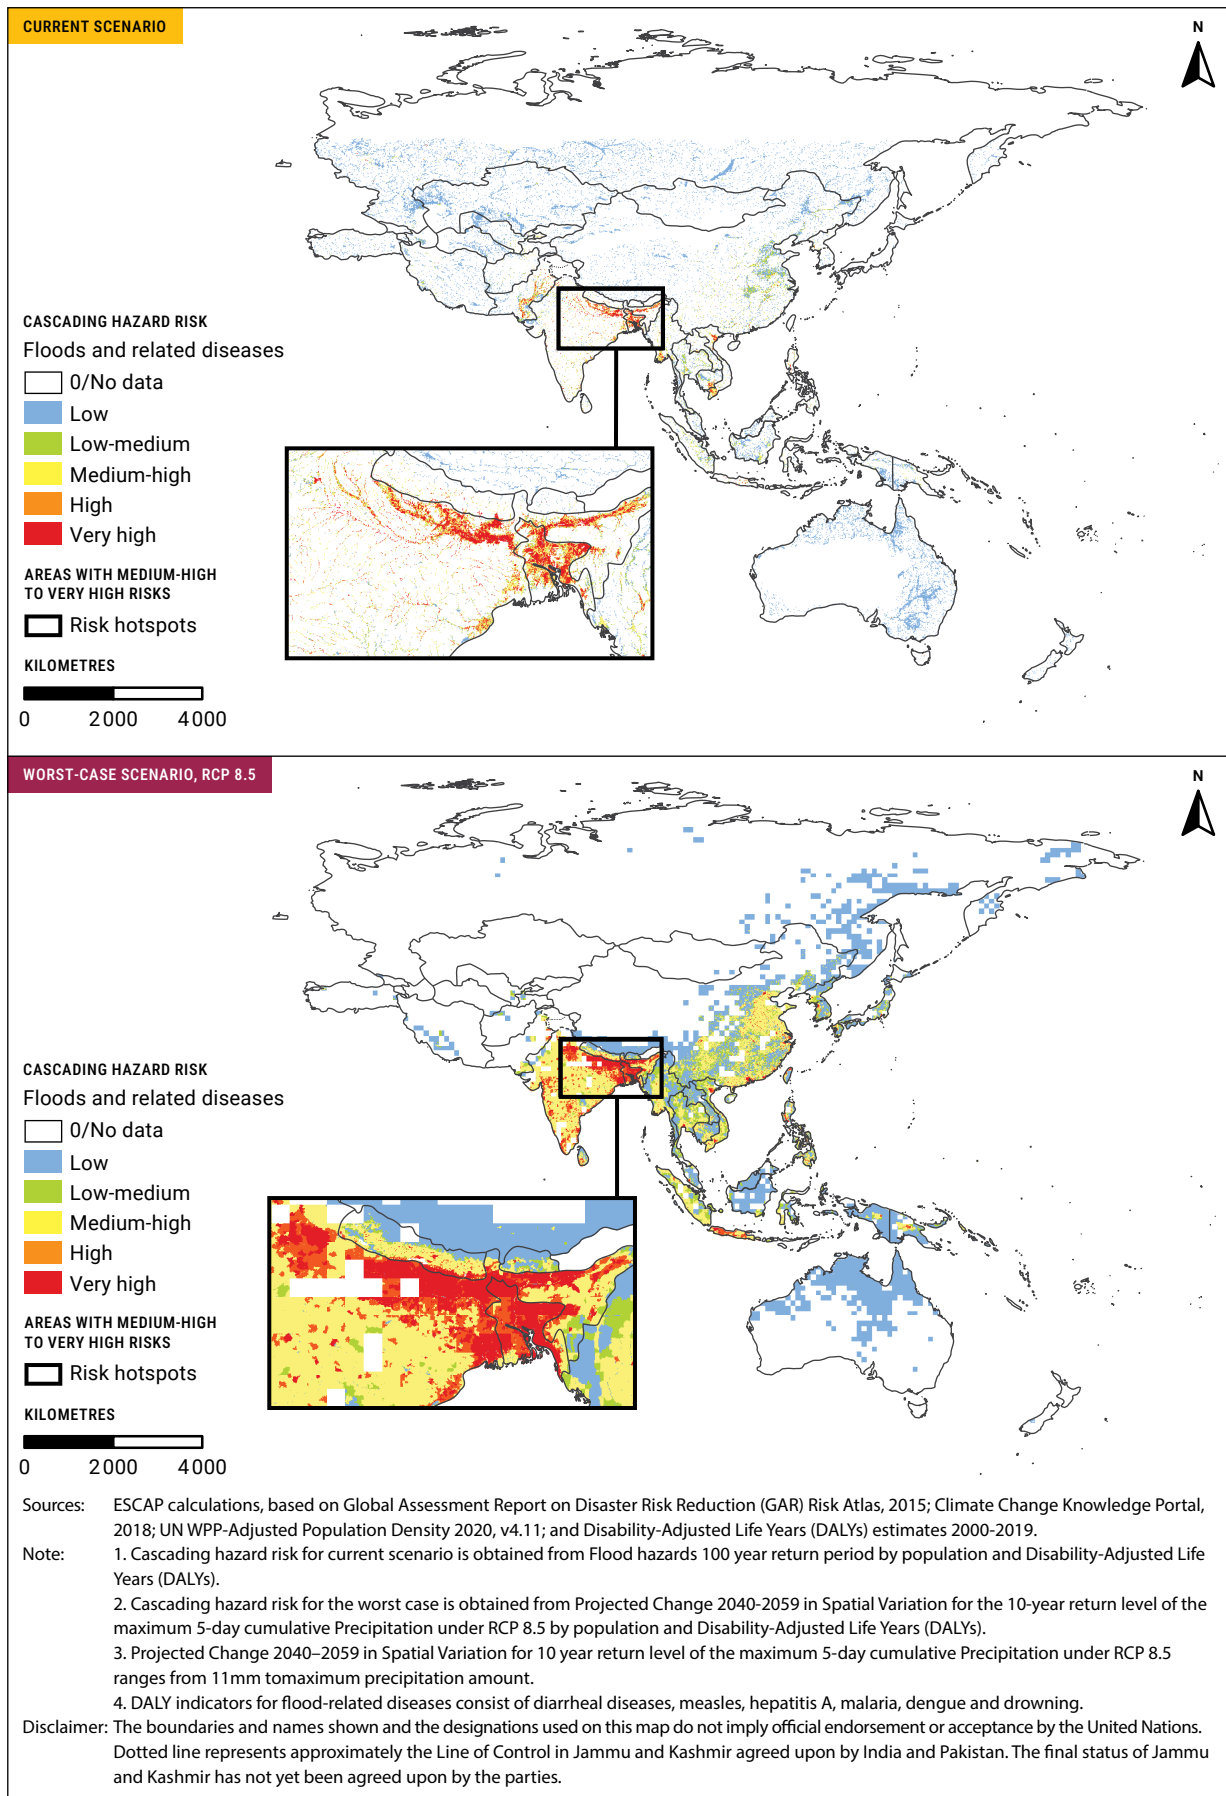 CURRENT SCENARIO
N
CASCADING HAZARD RISK
Floods and related diseases
0/No data
Low
Low-medium
Medium-high
High
Very high
AREAS WITH MEDIUM-HIGH
TO VERY HIGH RISKS
Risk hotspots
KILOMETRES
0 2 000 4 000
WORST-CASE SCENARIO, RCP 8.5
N
CASCADING HAZARD RISK
Floods and related diseases
0/No data
Low
Low-medium
Medium-high
High
Very high
AREAS WITH MEDIUM-HIGH
TO VERY HIGH RISKS
Risk hotspots
KILOMETRES
0 2 000 4 000
Sources: ESCAP calculations, based on Global Assessment Report on Disaster Risk Reduction (GAR) Risk Atlas, 2015; Climate Change Knowledge Portal,
2018; UN WPP-Adjusted Population Density 2020, v4.11; and Disability-Adjusted Life Years (DALYs) estimates 2000-2019.
Note: 1. Cascading hazard risk for current scenario is obtained from Flood hazards 100 year return period by population and Disability-Adjusted Life
Years (DALYs).
2. Cascading hazard risk for the worst case is obtained from Projected Change 2040-2059 in Spatial Variation for the 10-year return level of the
maximum 5-day cumulative Precipitation under RCP 8.5 by population and Disability-Adjusted Life Years (DALYs).
3. Projected Change 2040–2059 in Spatial Variation for 10 year return level of the maximum 5-day cumulative Precipitation under RCP 8.5
ranges from 11mm tomaximum precipitation amount.
4. DALY indicators for flood-related diseases consist of diarrheal diseases, measles, hepatitis A, malaria, dengue and drowning.
Disclaimer: The boundaries and names shown and the designations used on this map do not imply official endorsement or acceptance by the United Nations.
Dotted line represents approximately the Line of Control in Jammu and Kashmir agreed upon by India and Pakistan. The final status of Jammu
and Kashmir has not yet been agreed upon by the parties.